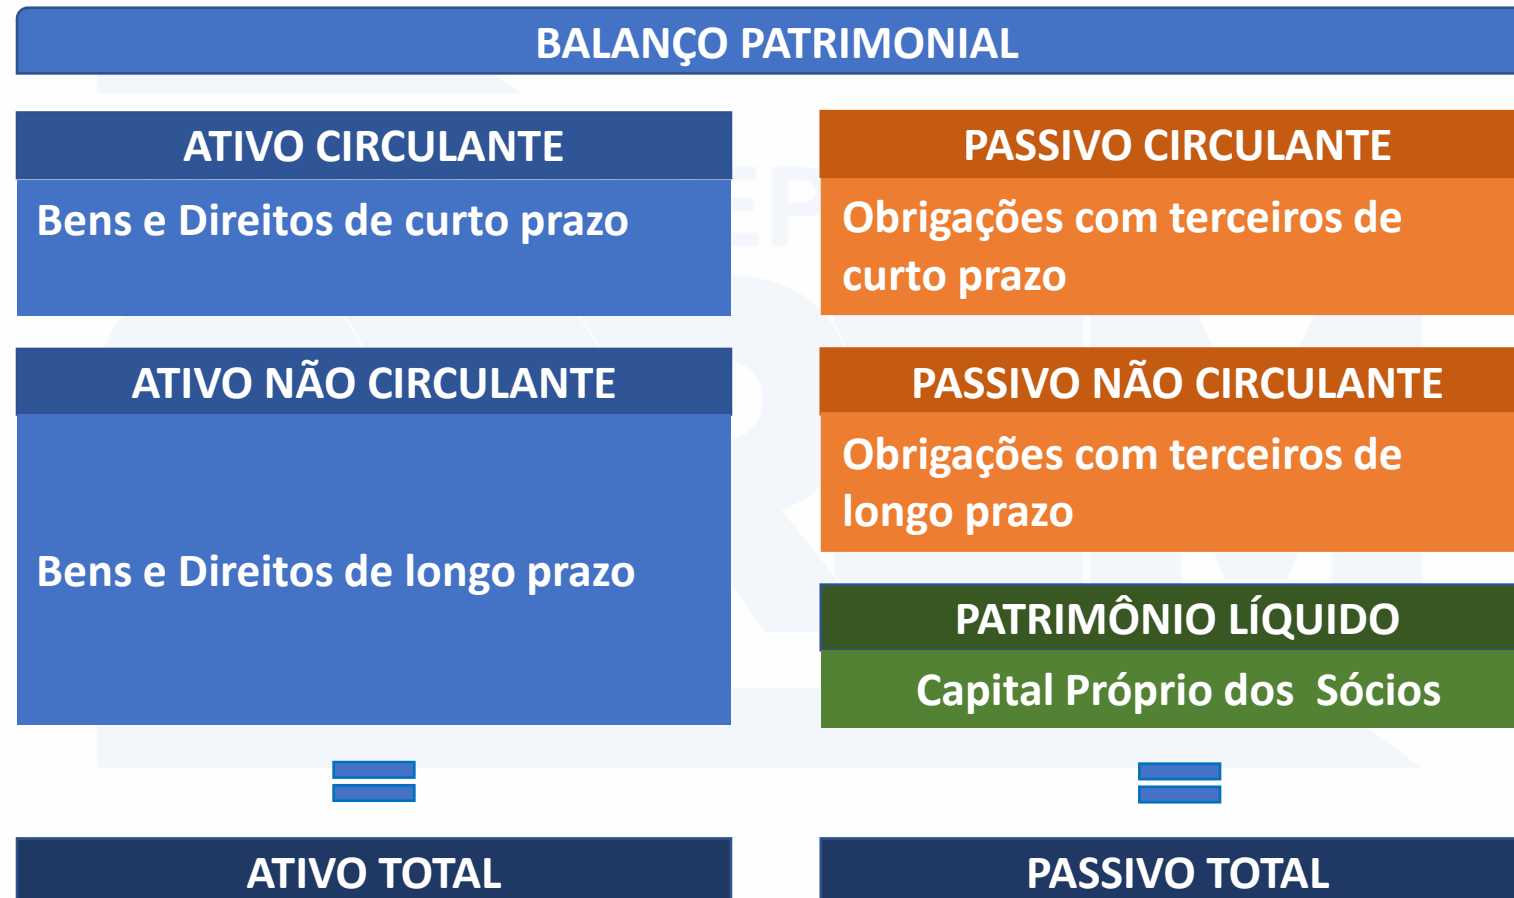 BALANÇO PATRIMONIAL
ATIVO CIRCULANTE
Bens e Direitos de curto prazo
ATIVO NÃO CIRCULANTE
Bens e Direitos de longo prazo
ATIVO TOTAL
PASSIVO CIRCULANTE
Obrigações com terceiros de
curto prazo
PASSIVO NÃO CIRCULANTE
Obrigações com terceiros de
longo prazo
PATRIMÔNIO LÍQUIDO
Capital Próprio dos Sócios
PASSIVO TOTAL